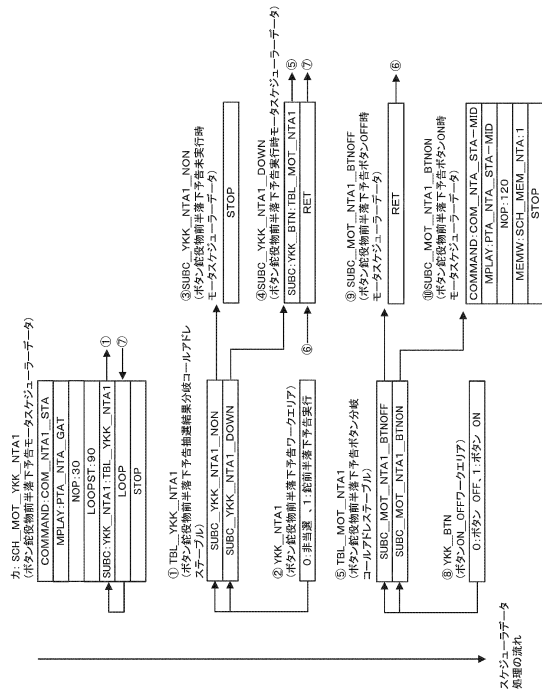 カ: SCH＿MOT＿YKK＿NTA1
(ボタン鉈役物前半落下予告モータスケジューラーデータ)
COMMAND:COM＿NTA1＿STA
MPLAY:PTA＿NTA＿GAT
NOP:30
LOOPST:90
SUBC:YKK＿NTA1:TBL＿YKK＿NTA1
①
LOOP
⑦
STOP
① TBL＿YKK＿NTA1
(ボタン鉈役物前半落下予告抽選結果分岐コールアドレ
ステーブル)
SUBC＿YKK＿NTA1＿NON
SUBC＿YKK＿NTA1＿DOWN
② YKK＿NTA1
(ボタン鉈役物前半落下予告ワークエリア)
0:非当選 、1:鉈前半落下予告実行
③SUBC＿YKK＿NTA1＿NON
(ボタン鉈役物前半落下予告未実行時
モータスケジューラーデータ)
STOP
④SUBC＿YKK＿NTA1＿DOWN
(ボタン鉈役物前半落下予告実行時モータスケジューラーデータ)
SUBC:YKK＿BTN:TBL＿MOT＿NTA1
⑤
⑥
RET
⑦
⑤ TBL＿MOT＿NTA1
(ボタン鉈役物前半落下予告ボタン分岐
コールアドレステーブル)
SUBC＿MOT＿NTA1＿BTNOFF
SUBC＿MOT＿NTA1＿BTNON
⑧ YKK＿BTN
(ボタンON＿OFFワークエリア)
0:ボタン OFF、1:ボタン ON
⑨ SUBC＿MOT＿NTA1＿BTNOFF
(ボタン鉈役物前半落下予告ボタンOFF時
モータスケジューラーデータ)
RET
⑥
⑩SUBC＿MOT＿NTA1＿BTNON
(ボタン鉈役物前半落下予告ボタンON時
モータスケジューラーデータ)
COMMAND:COM＿NTA＿STA−MID
MPLAY:PTA＿NTA＿STA−MID
NOP:120
MEMW:SCH＿MEM＿NTA:1
STOP
スケジューラデータ
処理の流れ